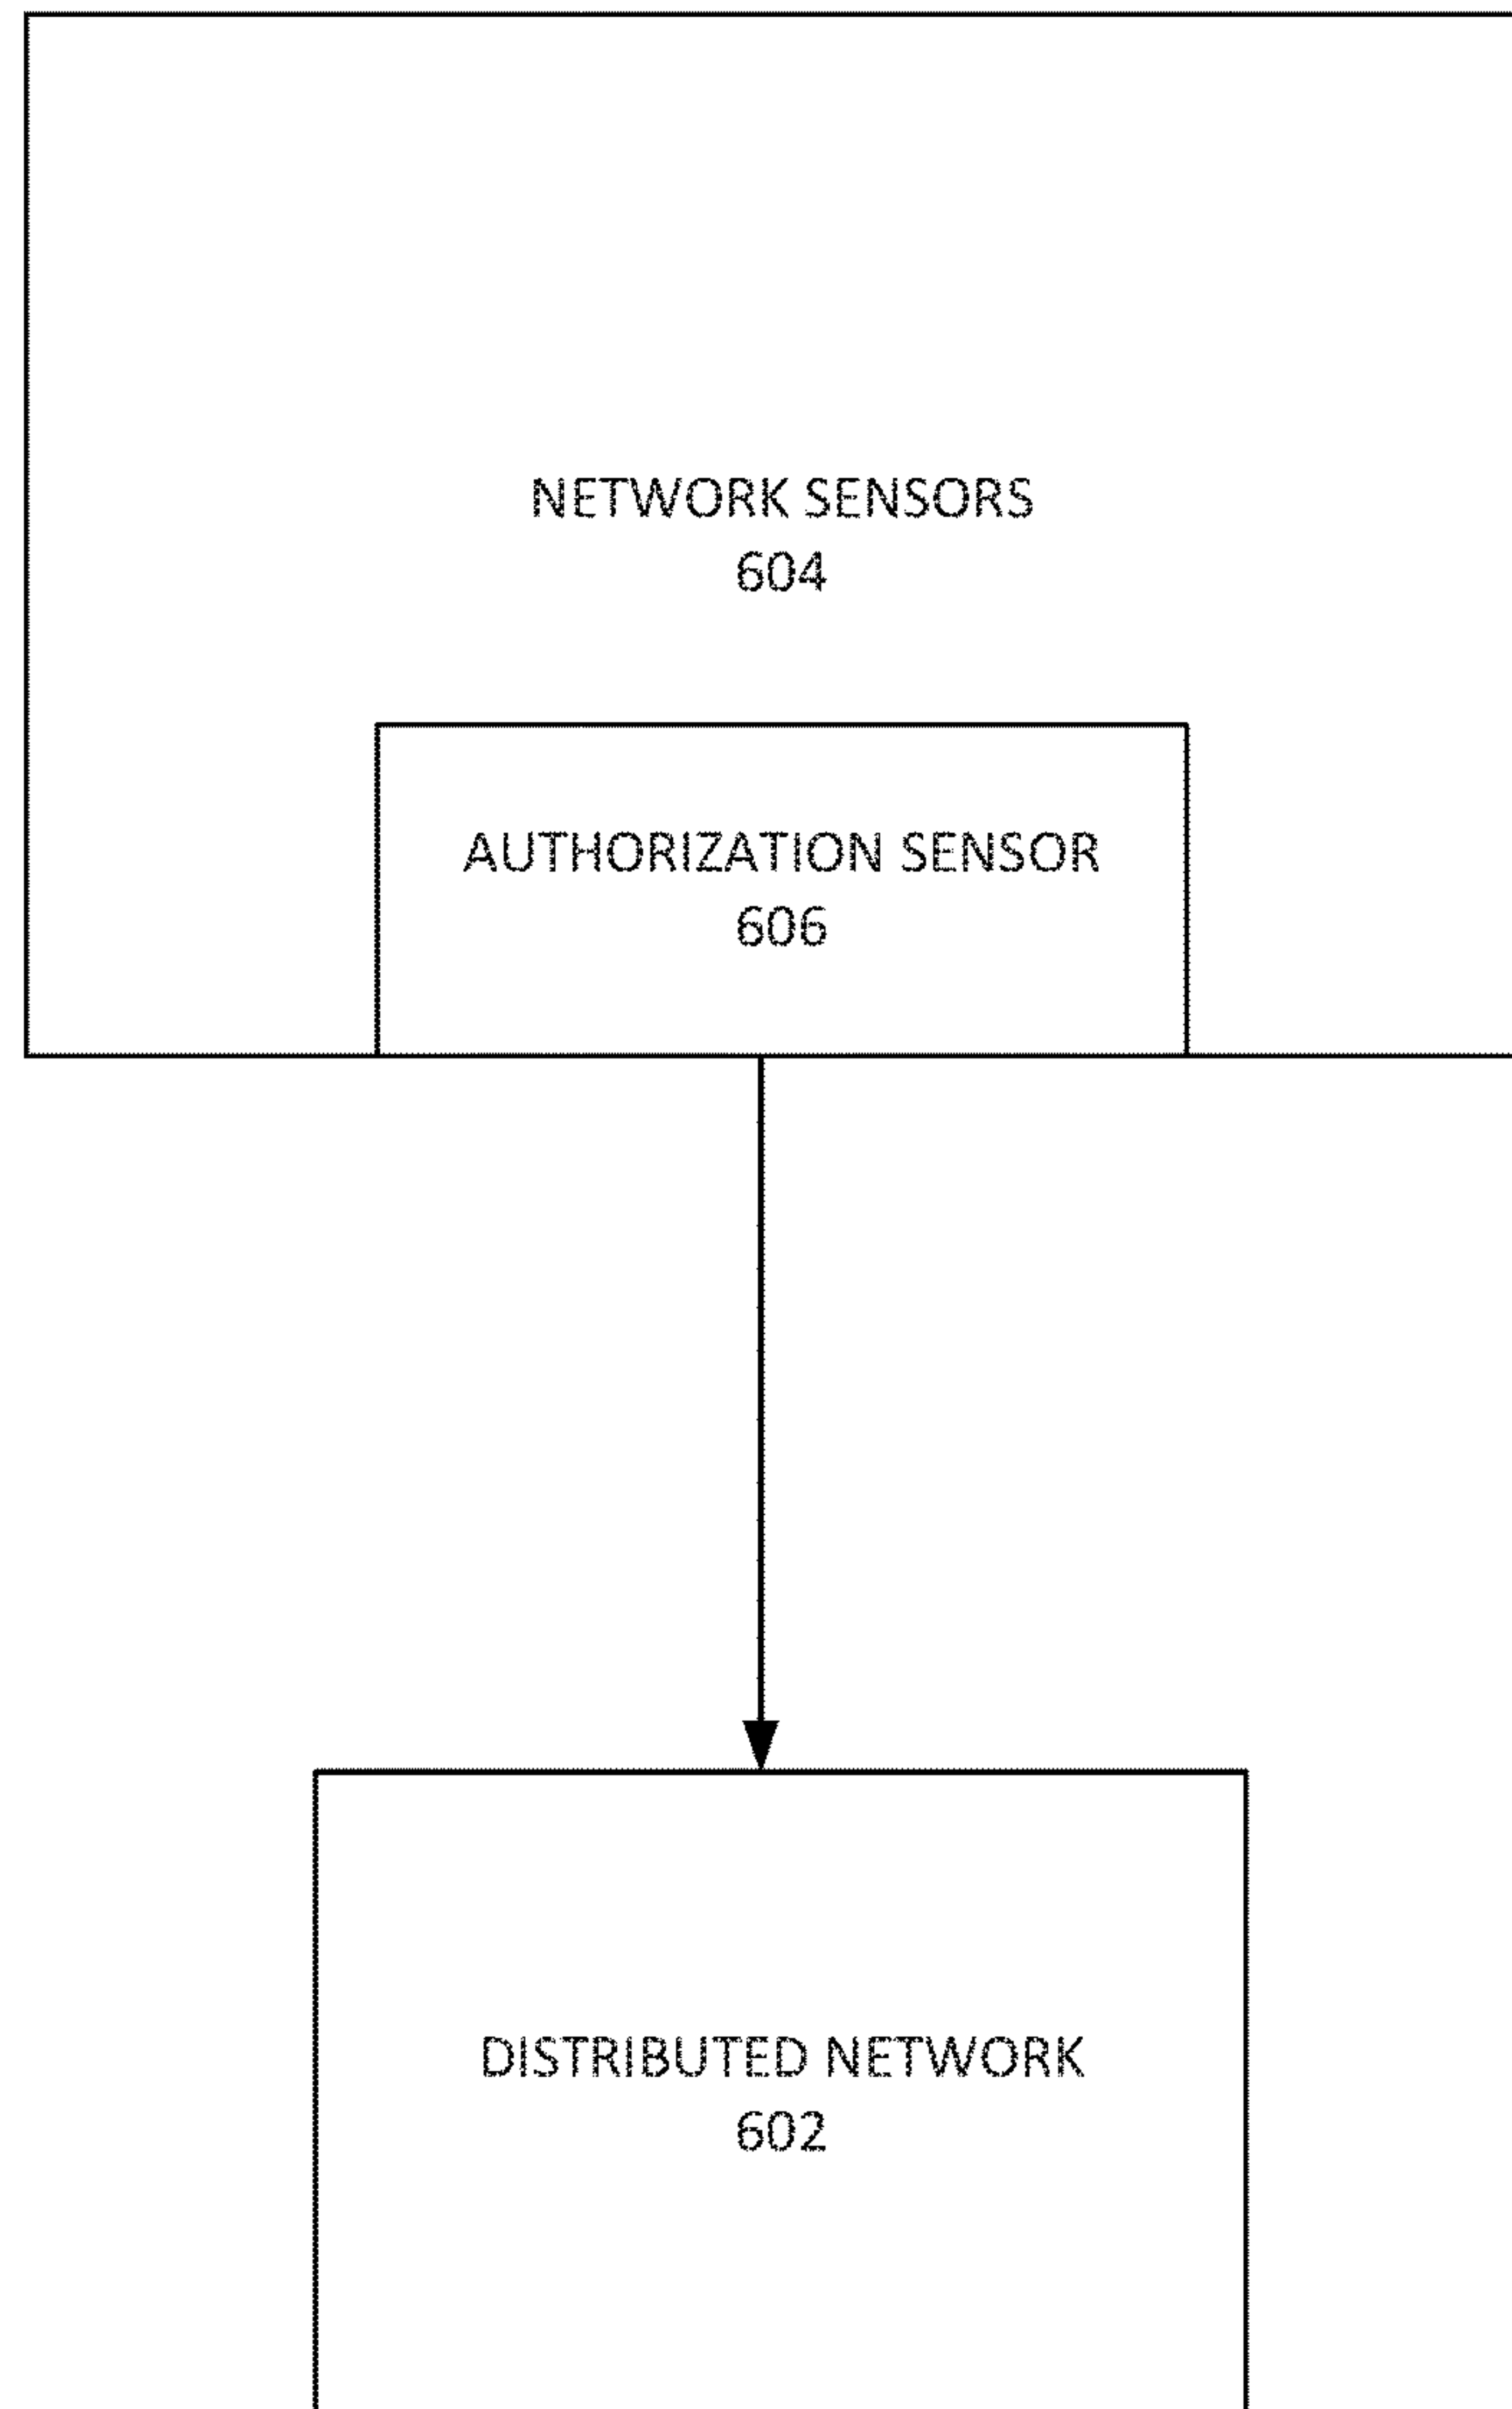 NETWORK SENSORS
604
AUTHORIZATION SENSOR
606
DISTRIBUTED NETWORK
602